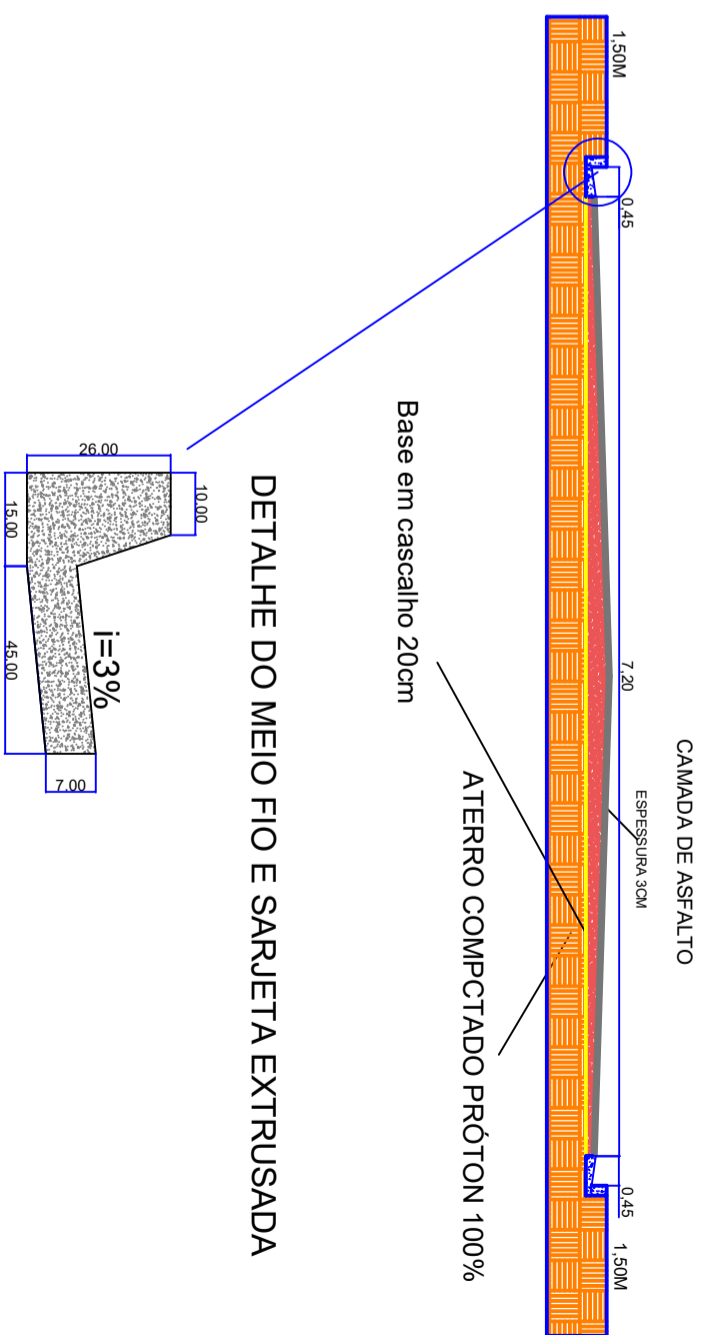 CAMADA DE ASFALTO
ESPESSURA 3CM
1,50M
0,45
7,20
0,45
1,50M
ATERRO COMPCTADO PRÓTON 100%
Base em cascalho 20cm
DETALHE DO MEIO FIO E SARJETA EXTRUSADA
10.00
26.00
i=3%
15.00
45.00
7.00